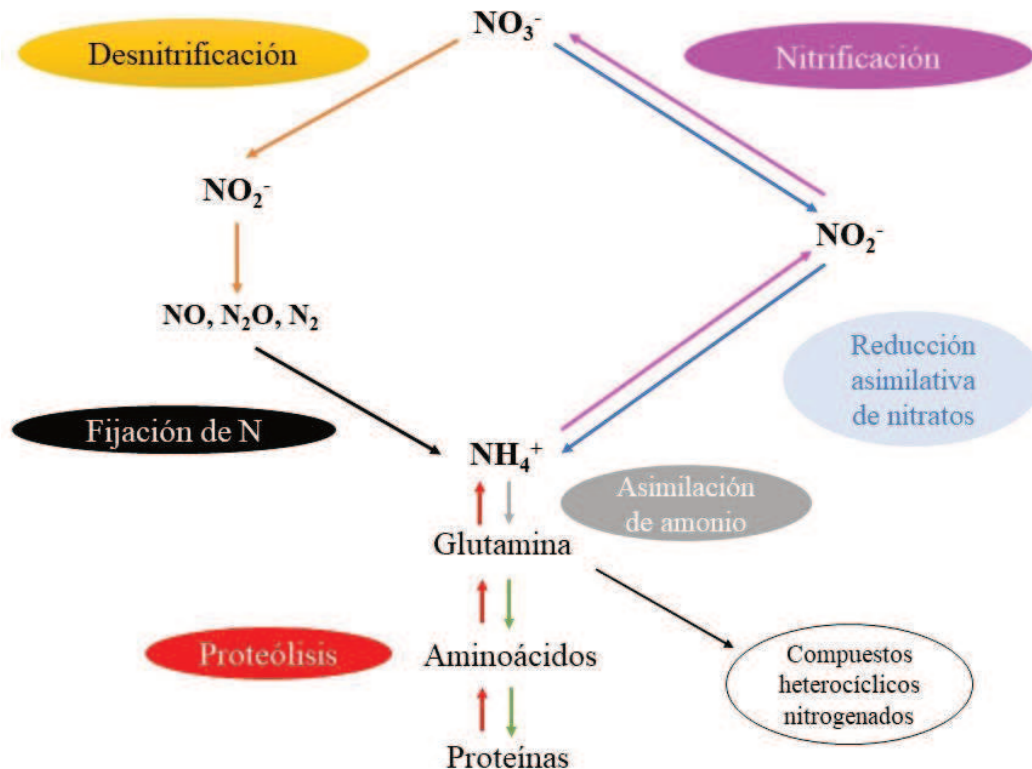 NO₃⁻
Desnitrificación
Nitrificación
NO₂⁻
NO₂⁻
NO, N₂O, N₂
Reducción
asimilativa
de nitratos
Fijación de N
NH₄⁺
Asimilación
de amonio
Glutamina
Proteólisis
Aminoácidos
Compuestos
heterocíclicos
nitrogenados
Proteínas